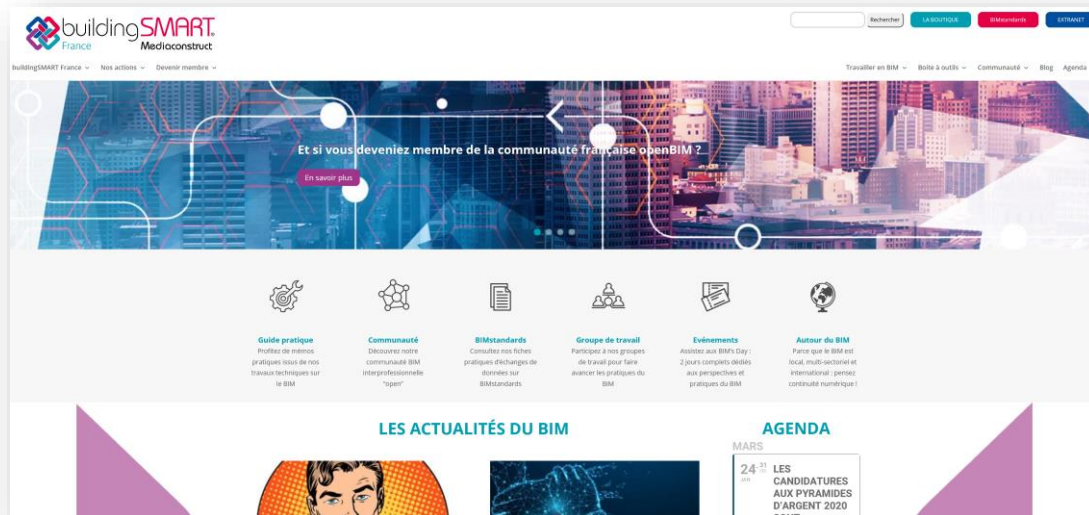 buildingSMART®
France
Mediaconstruct
Rechercher
LA BOUTIQUE
BIMstandards
EXTRANET
buildingSMART France
Nos actions
Devenir membre
Travailler en BIM
Boite à outils
Communauté
Blog
Agenda
Et si vous deveniez membre de la communauté française openBIM ?
En savoir plus
Guide pratique
Profitez de mémos
pratiques issus de nos
travaux techniques sur
le BIM
Communauté
Découvrez notre
communauté BIM
interprofessionnelle
"open"
BIMstandards
Consultez nos fiches
pratiques d'échanges de
données sur
BIMstandards
Groupe de travail
Participez à nos groupes
de travail pour faire
avancer les pratiques du
BIM
Evénements
Assistez aux BIM's Day :
2 jours complets dédiés
aux perspectives et
pratiques du BIM
Autour du BIM
Parce que le BIM est
local, multi-sectoriel et
international : pensez
continuité numérique !
LES ACTUALITÉS DU BIM
AGENDA
MARS
24 31
JAN
LES
CANDIDATURES
AUX PYRAMIDES
D'ARGENT 2020